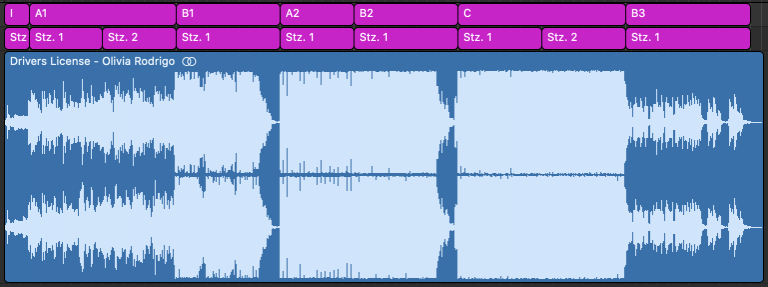 I A1 B1 A2 B2 C B3
Stz Stz. 1 Stz. 2 Stz. 1 Stz. 1 Stz. 1 Stz. 1 Stz. 2 Stz. 1
Drivers License - Olivia Rodrigo